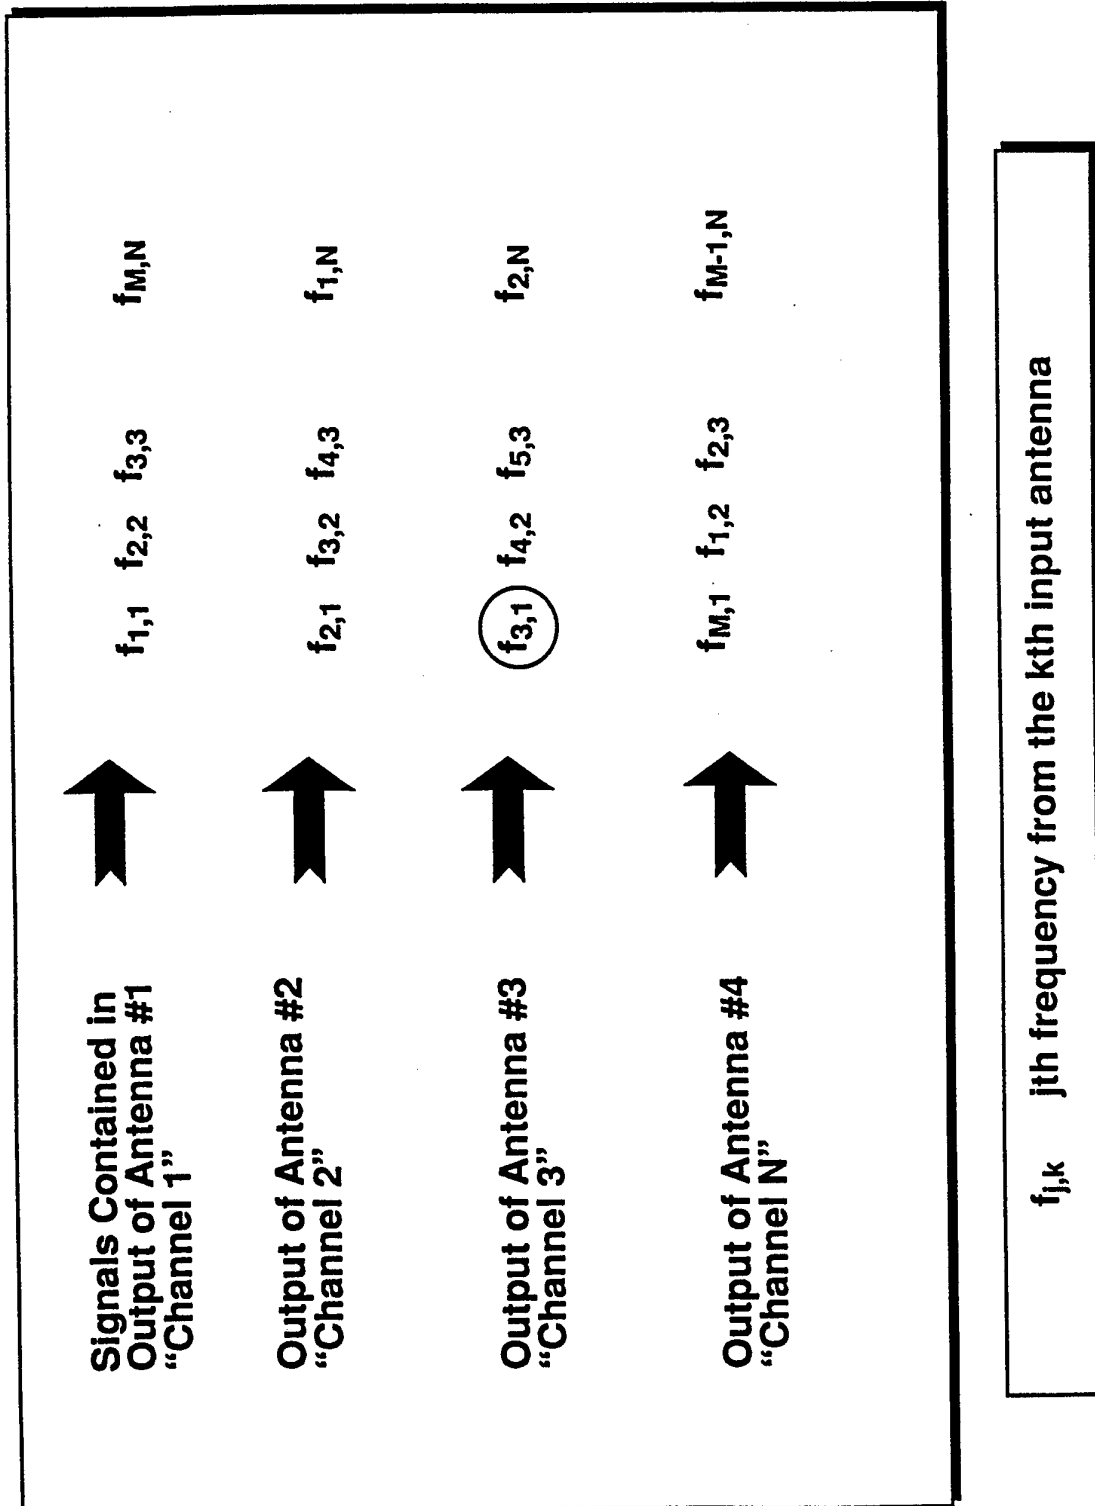 Signals Contained in
Output of Antenna #1
“Channel 1”
f1,1 f2,2 f3,3 fM,N
Output of Antenna #2
“Channel 2”
f2,1 f3,2 f4,3 f1,N
Output of Antenna #3
“Channel 3”
f3,1 f4,2 f5,3 f2,N
Output of Antenna #4
“Channel N”
fM,1 f1,2 f2,3 fM-1,N
fj,k jth frequency from the kth input antenna